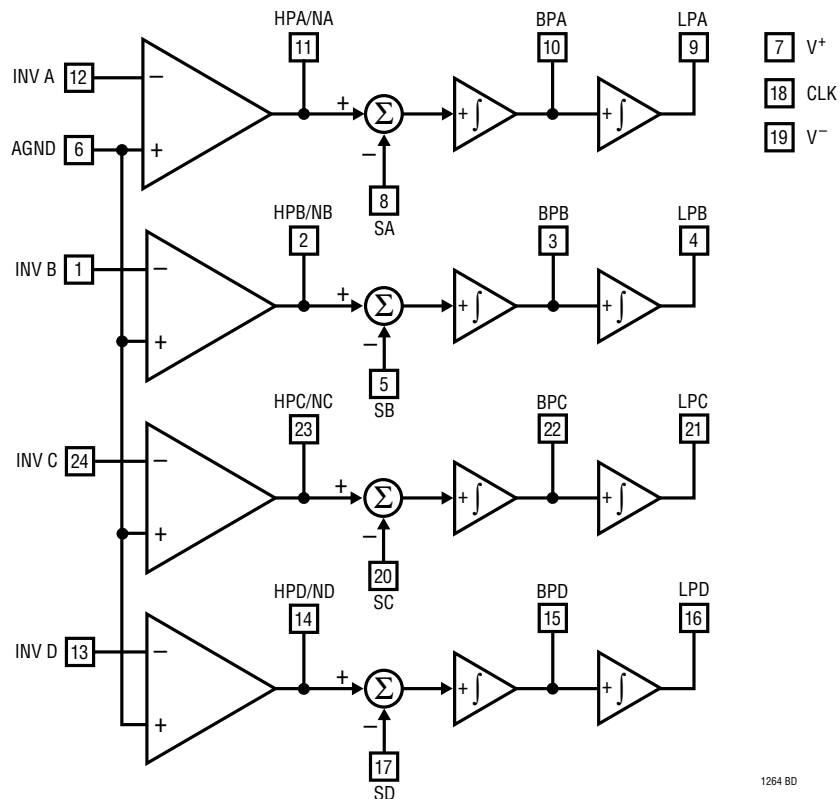 HPA/NA
BPA
LPA
11
10
9
7 V+
INV A 12
−
+
Σ
+ ∫
+ ∫
18 CLK
AGND 6
+
−
19 V−
8
SA
HPB/NB
BPB
LPB
2
3
4
INV B 1
−
+
Σ
+ ∫
+ ∫
+
−
5
SB
HPC/NC
BPC
LPC
23
22
21
INV C 24
−
+
Σ
+ ∫
+ ∫
+
−
20
SC
HPD/ND
BPD
LPD
14
15
16
INV D 13
−
+
Σ
+ ∫
+ ∫
+
−
17
SD
1264 BD